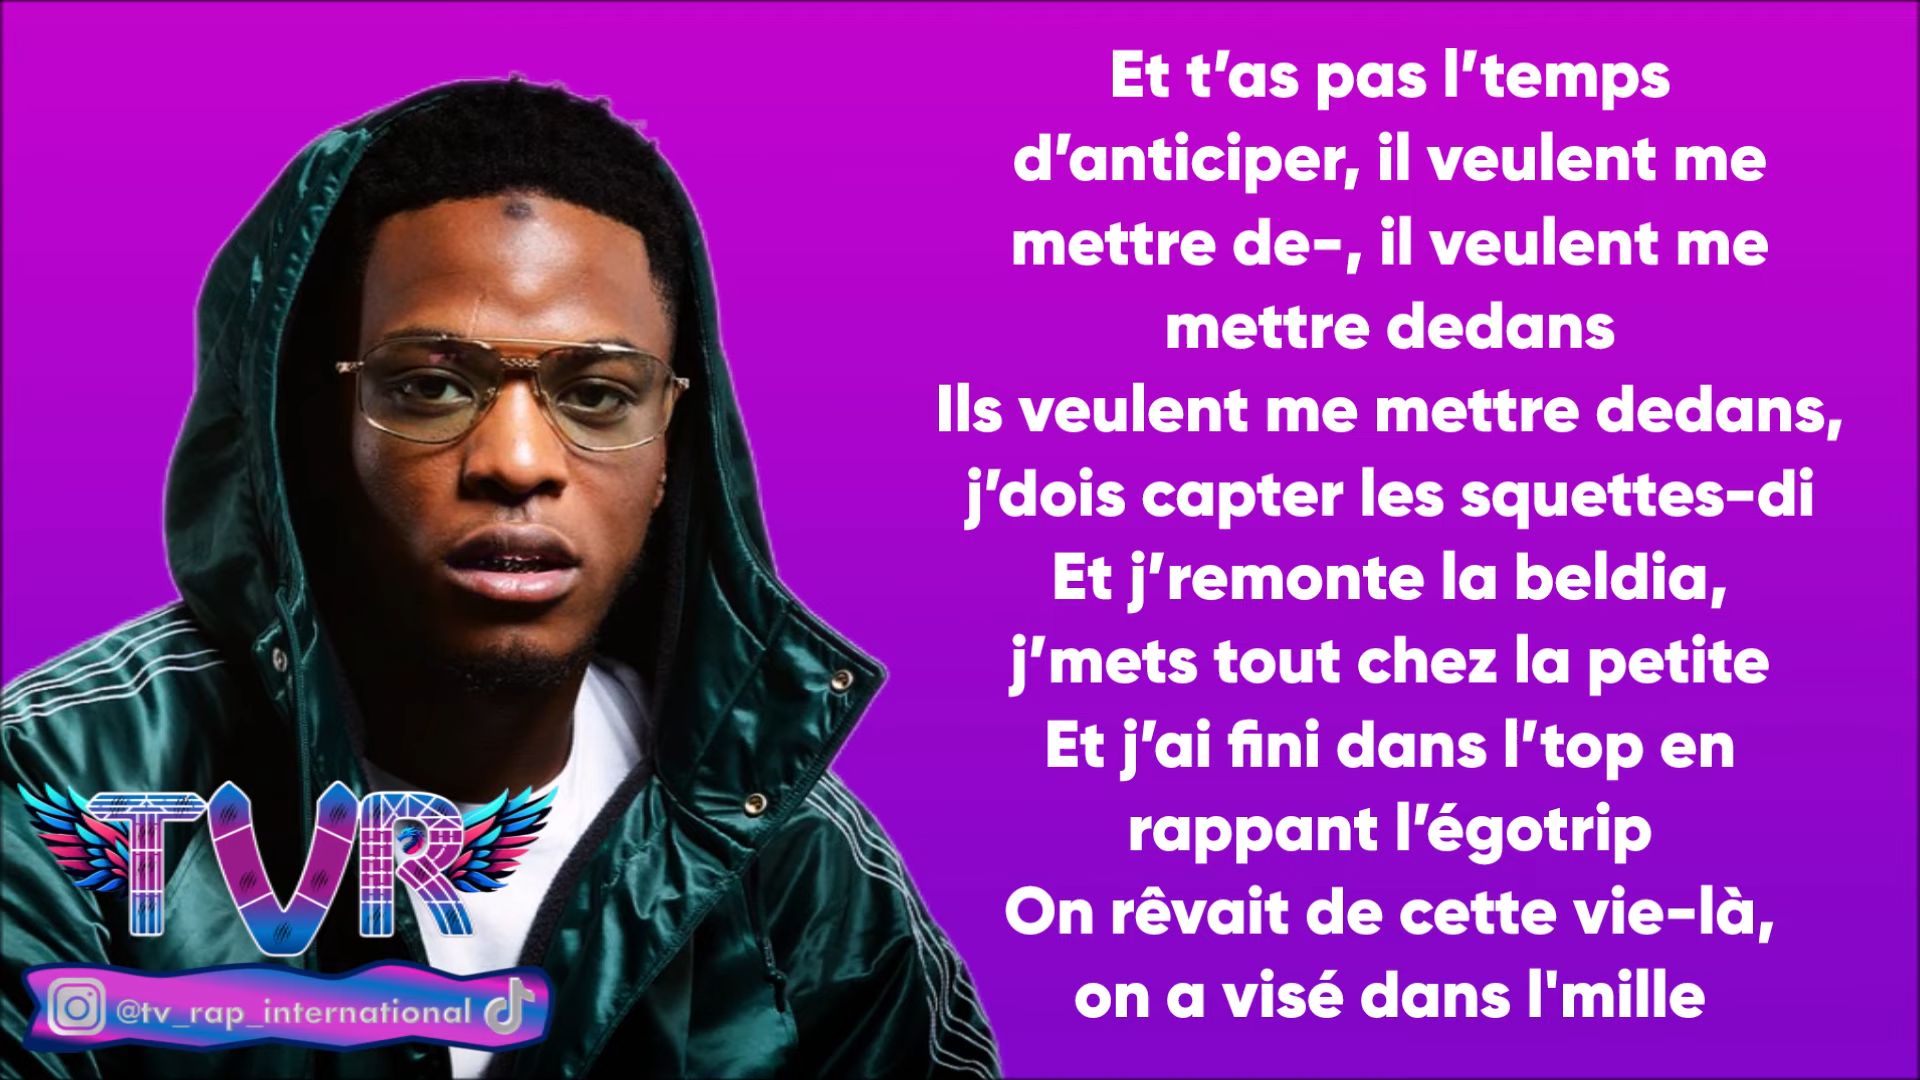 Et t’as pas l’temps
d’anticiper, il veulent me
mettre de-, il veulent me
mettre dedans
Ils veulent me mettre dedans,
j’dois capter les squettes-di
Et j’remonte la beldia,
j’mets tout chez la petite
Et j’ai fini dans l’top en
rappant l’égotrip
On rêvait de cette vie-là,
on a visé dans l'mille
TVR
@tv_rap_international